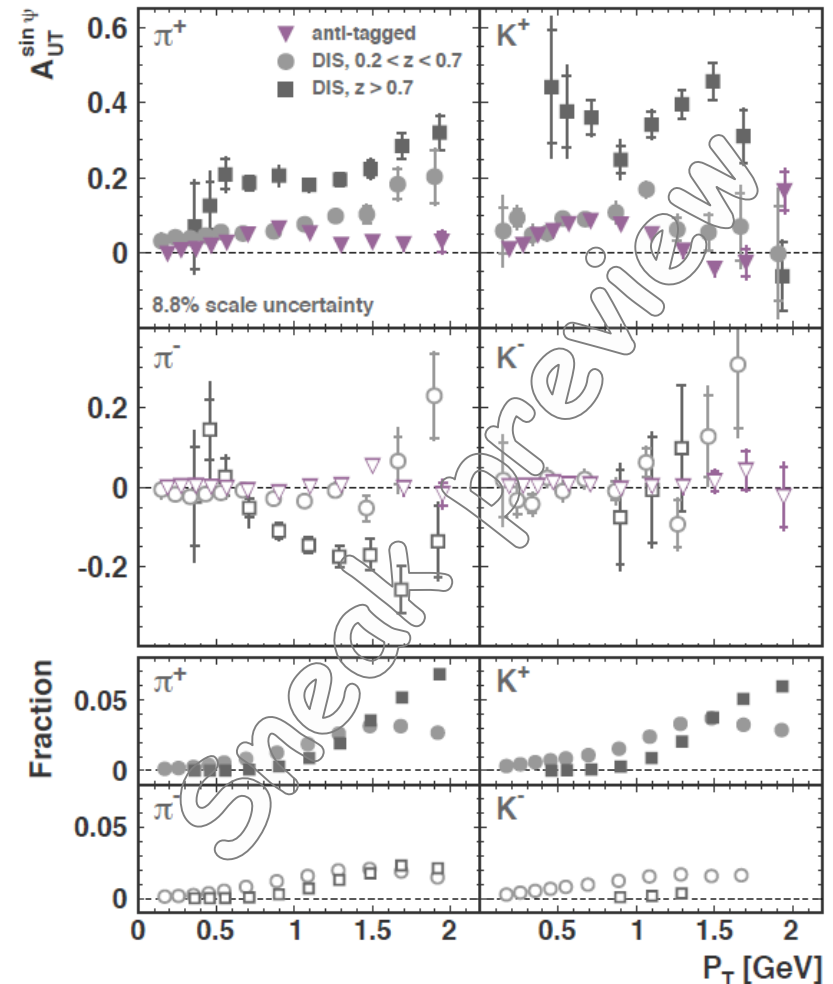 A_UT^sin ψ
0.6
0.4
0.2
0
π+
anti-tagged
DIS, 0.2 < z < 0.7
DIS, z > 0.7
8.8% scale uncertainty
K+
0.2
0
-0.2
π-
K-
Sneak preview
Fraction
0.05
0
π+
K+
0.05
0
π-
K-
0 0.5 1 1.5 2 0.5 1 1.5 2
P_T [GeV]